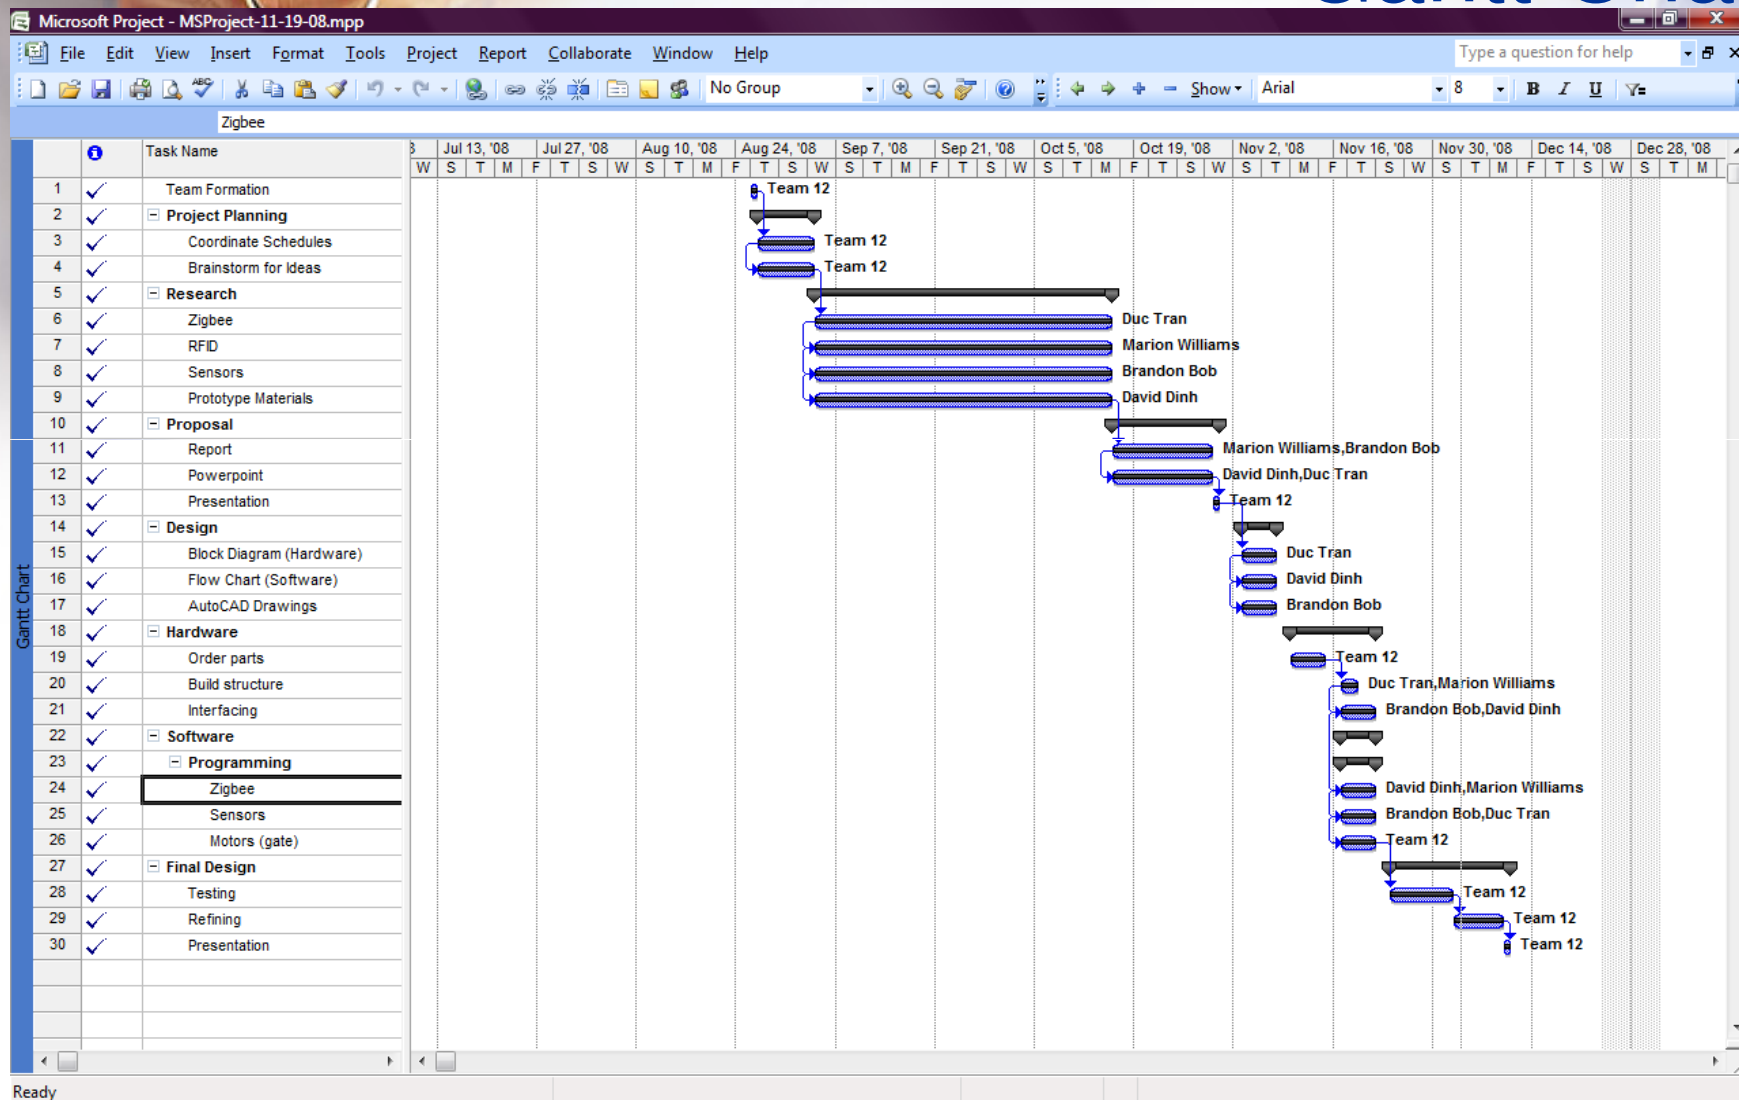 Gantt Cha
Microsoft Project - MSProject-11-19-08.mpp
File Edit View Insert Format Tools Project Report Collaborate Window Help Type a question for help
No Group Show Arial 8 B I U
Zigbee
Task Name
3 Jul 13, '08 Jul 27, '08 Aug 10, '08 Aug 24, '08 Sep 7, '08 Sep 21, '08 Oct 5, '08 Oct 19, '08 Nov 2, '08 Nov 16, '08 Nov 30, '08 Dec 14, '08 Dec 28, '08
W S T M F T S W S T M F T S W S T M F T S W S T M F T S W S T M F T S W S T M F T S W S T M
1 Team Formation Team 12
2 Project Planning
3 Coordinate Schedules Team 12
4 Brainstorm for Ideas Team 12
5 Research
6 Zigbee Duc Tran
7 RFID Marion Williams
8 Sensors Brandon Bob
9 Prototype Materials David Dinh
10 Proposal
11 Report Marion Williams,Brandon Bob
12 Powerpoint David Dinh,Duc Tran
13 Presentation Team 12
14 Design
15 Block Diagram (Hardware) Duc Tran
16 Flow Chart (Software) David Dinh
17 AutoCAD Drawings Brandon Bob
18 Hardware
19 Order parts Team 12
20 Build structure Duc Tran,Marion Williams
21 Interfacing Brandon Bob,David Dinh
22 Software
23 Programming
24 Zigbee David Dinh,Marion Williams
25 Sensors Brandon Bob,Duc Tran
26 Motors (gate) Team 12
27 Final Design
28 Testing Team 12
29 Refining Team 12
30 Presentation Team 12
Gantt Chart
Ready